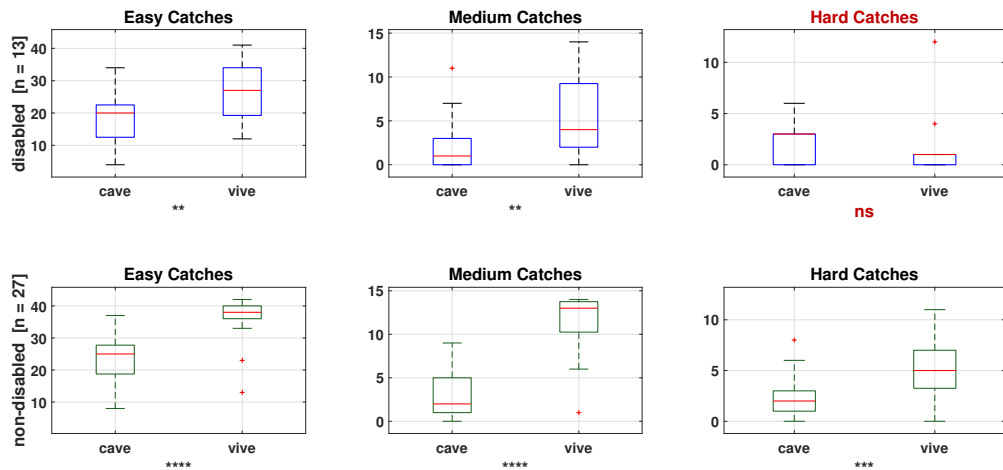 Easy Catches
Medium Catches
Hard Catches
disabled [n = 13]
40
30
20
10
15
10
5
0
10
5
0
cave
vive
cave
vive
cave
vive
**
**
ns
Easy Catches
Medium Catches
Hard Catches
non-disabled [n = 27]
40
30
20
10
15
10
5
0
10
5
0
cave
vive
cave
vive
cave
vive
****
****
***